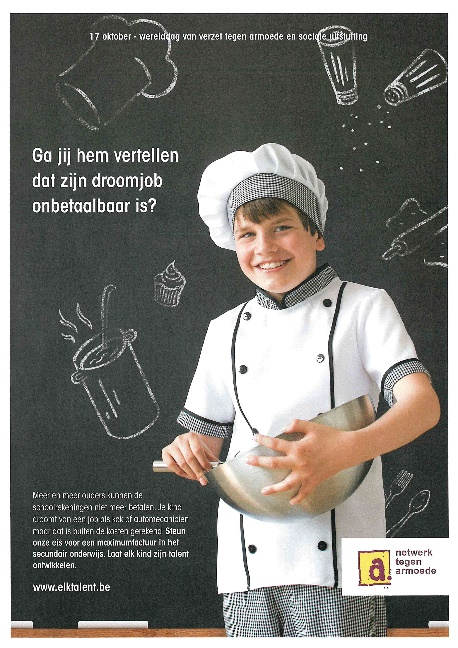 17 oktober - werelddag van verzet tegen armoede en sociale uitsluiting
Ga jij hem vertellen
dat zijn droomjob
onbetaalbaar is?
Meer en meer ouders kunnen de
schoolrekeningen niet meer betalen. Je kind
droomt van een job als kok of automecanicien
maar dat is buiten de kosten gerekend. Steun
onze eis voor een maximumfactuur in het
secundair onderwijs. Laat elk kind zijn talent
ontwikkelen.
www.elktalent.be
a.
netwerk
tegen
armoede